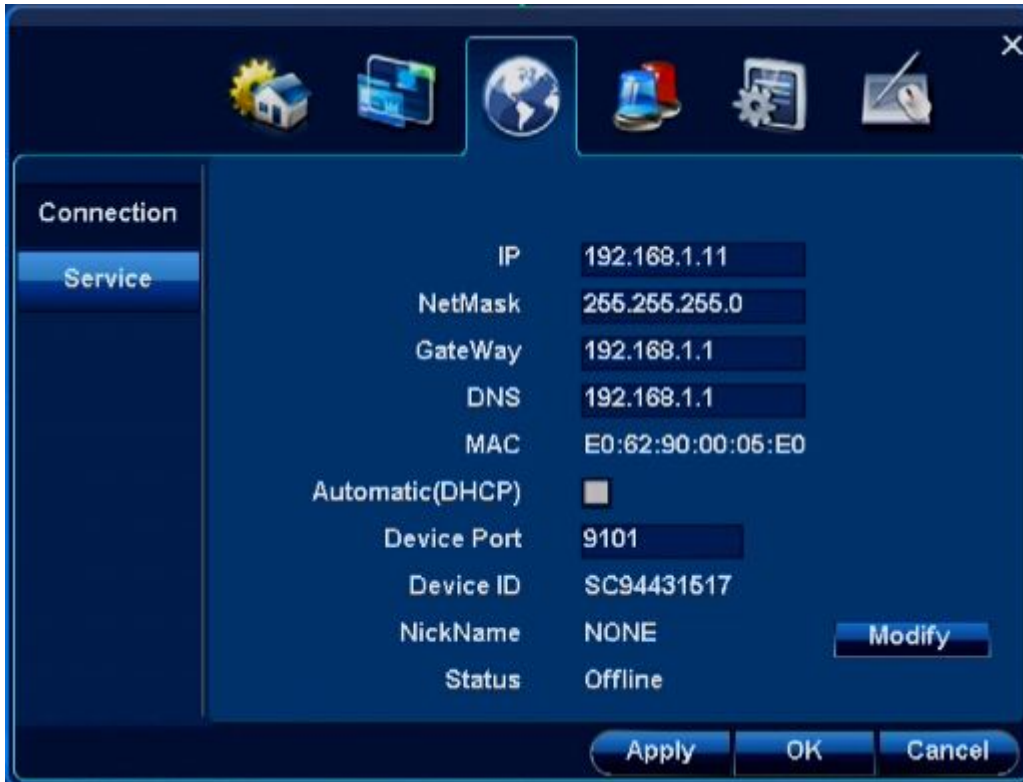 Connection
Service
IP 192.168.1.11
NetMask 255.255.255.0
GateWay 192.168.1.1
DNS 192.168.1.1
MAC E0:62:90:00:05:E0
Automatic(DHCP)
Device Port 9101
Device ID SC94431517
NickName NONE Modify
Status Offline
Apply OK Cancel